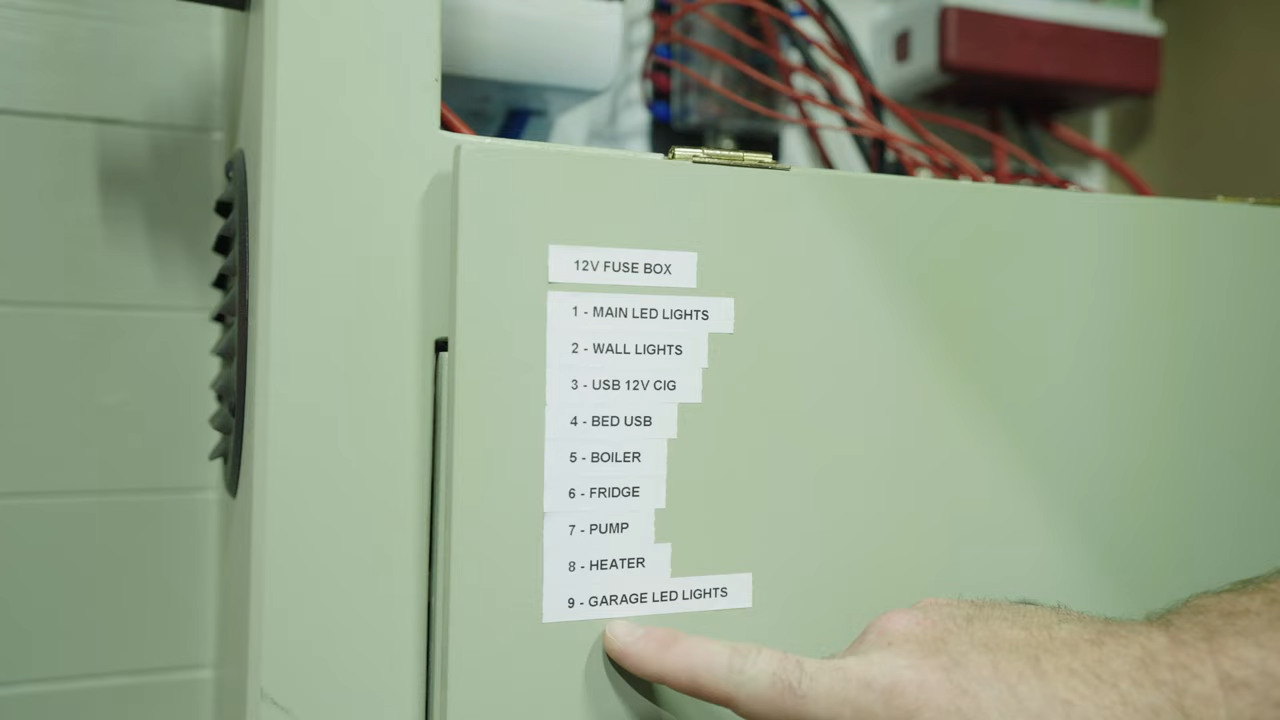 12V FUSE BOX
1 - MAIN LED LIGHTS
2 - WALL LIGHTS
3 - USB 12V CIG
4 - BED USB
5 - BOILER
6 - FRIDGE
7 - PUMP
8 - HEATER
9 - GARAGE LED LIGHTS